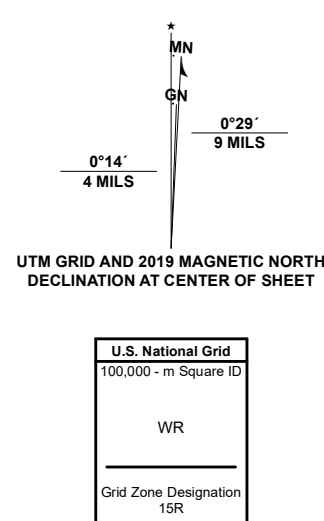 MN
GN
0°29´
9 MILS
0°14´
4 MILS
UTM GRID AND 2019 MAGNETIC NORTH
DECLINATION AT CENTER OF SHEET
U.S. National Grid
100,000 - m Square ID
WR
Grid Zone Designation
15R